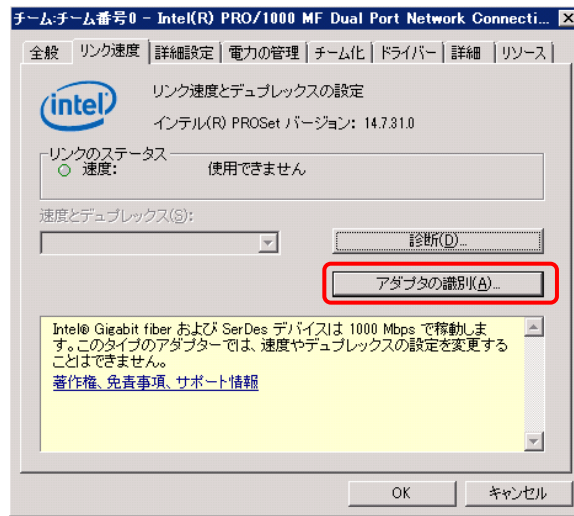 チーム:チーム番号0 - Intel(R) PRO/1000 MF Dual Port Network Connecti...
全般 リンク速度 詳細設定 電力の管理 チーム化 ドライバー 詳細 リソース
intel
リンク速度とデュプレックスの設定
インテル(R) PROSet バージョン: 14.7.31.0
リンクのステータス
速度: 使用できません
速度とデュプレックス(S):
診断(D)...
アダプタの識別(A)...
Intel® Gigabit fiber および SerDes デバイスは 1000 Mbps で稼動しま
す。このタイプのアダプターでは、速度やデュプレックスの設定を変更する
ことはできません。
著作権、免責事項、サポート情報
OK キャンセル